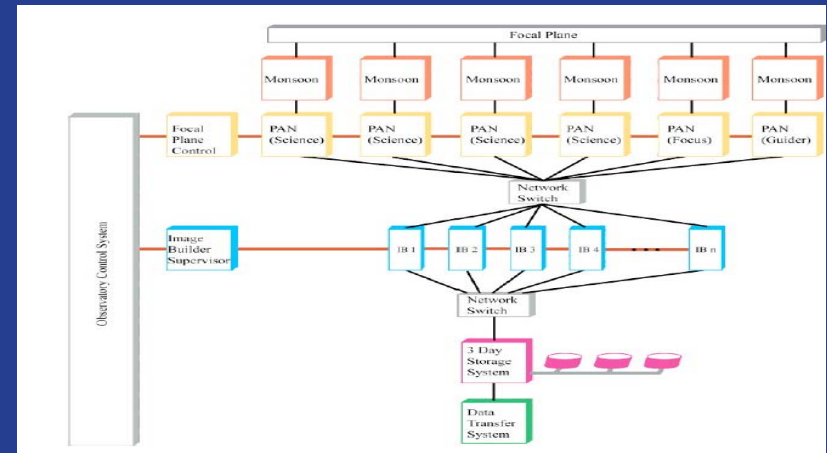 Focal Plane
Monsoon Monsoon Monsoon Monsoon Monsoon Monsoon
Focal
Plane
Control
PAN
(Science)
PAN
(Science)
PAN
(Science)
PAN
(Science)
PAN
(Focus)
PAN
(Guider)
Network
Switch
Observatory Control System
Image
Builder
Supervisor
IB 1 IB 2 IB 3 IB 4 ... IB n
Network
Switch
3 Day
Storage
System
Data
Transfer
System